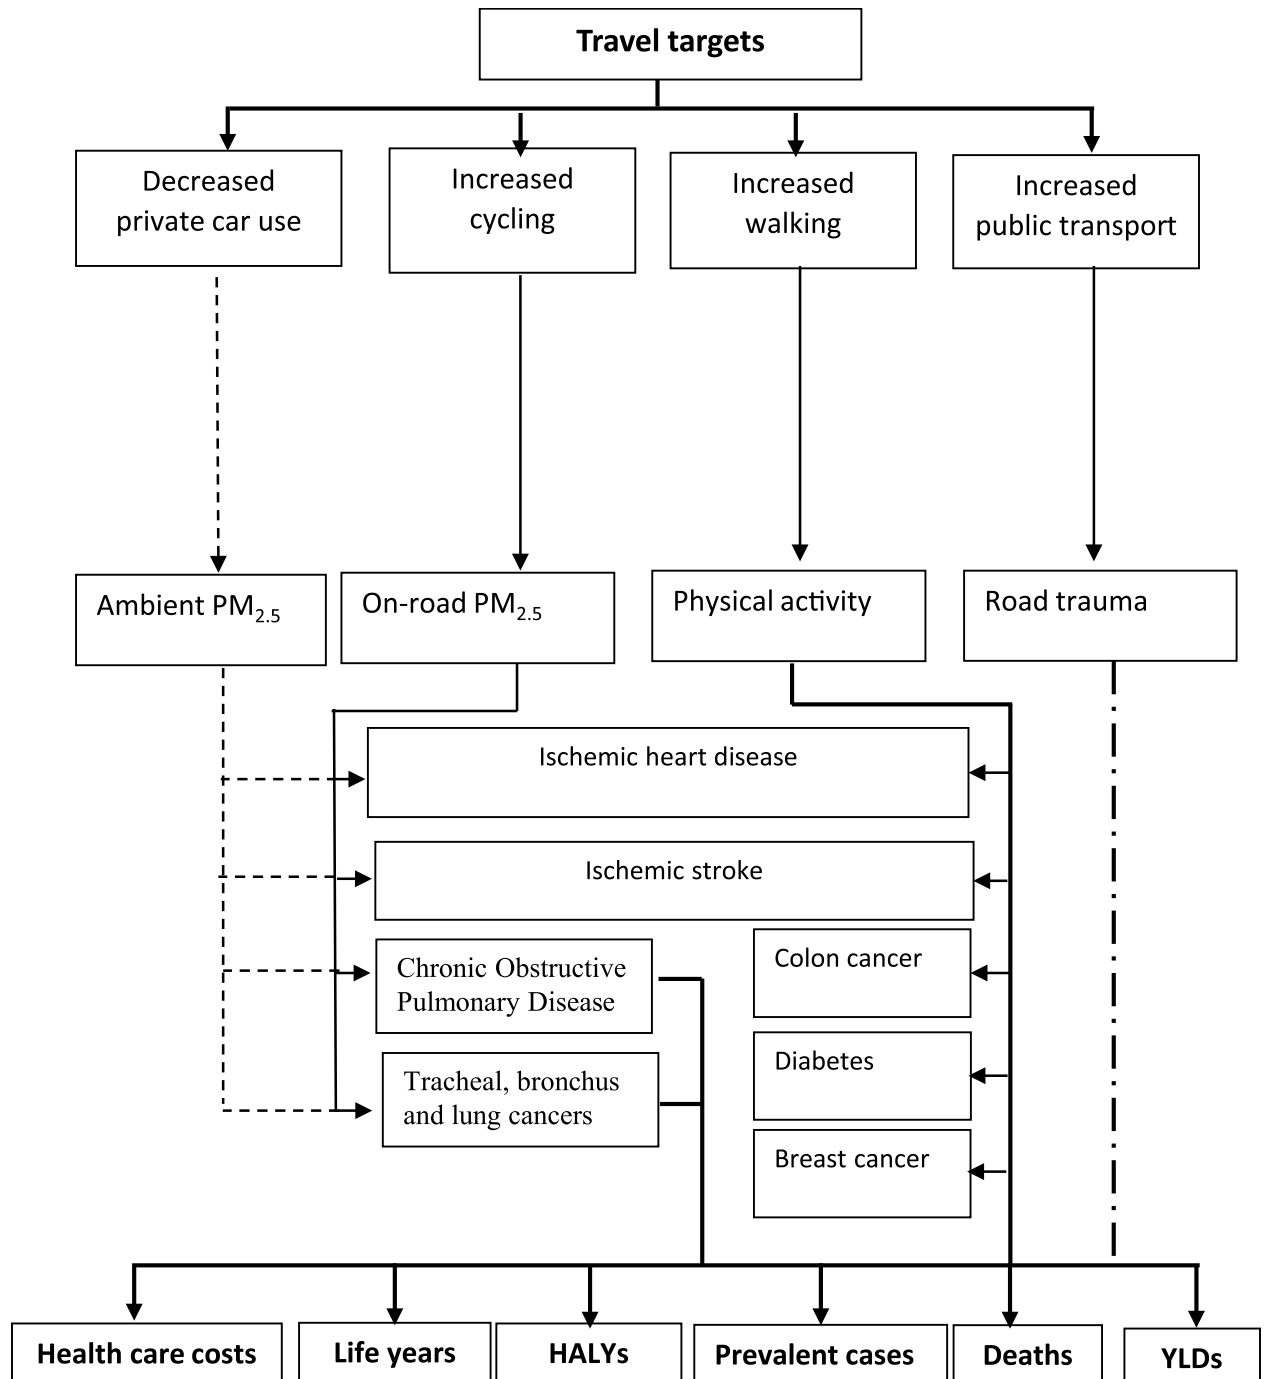 Travel targets
Decreased
private car use
Increased
cycling
Increased
walking
Increased
public transport
Ambient PM2.5
On-road PM2.5
Physical activity
Road trauma
Ischemic heart disease
Ischemic stroke
Chronic Obstructive
Pulmonary Disease
Colon cancer
Tracheal, bronchus
and lung cancers
Diabetes
Breast cancer
Health care costs
Life years
HALYs
Prevalent cases
Deaths
YLDs